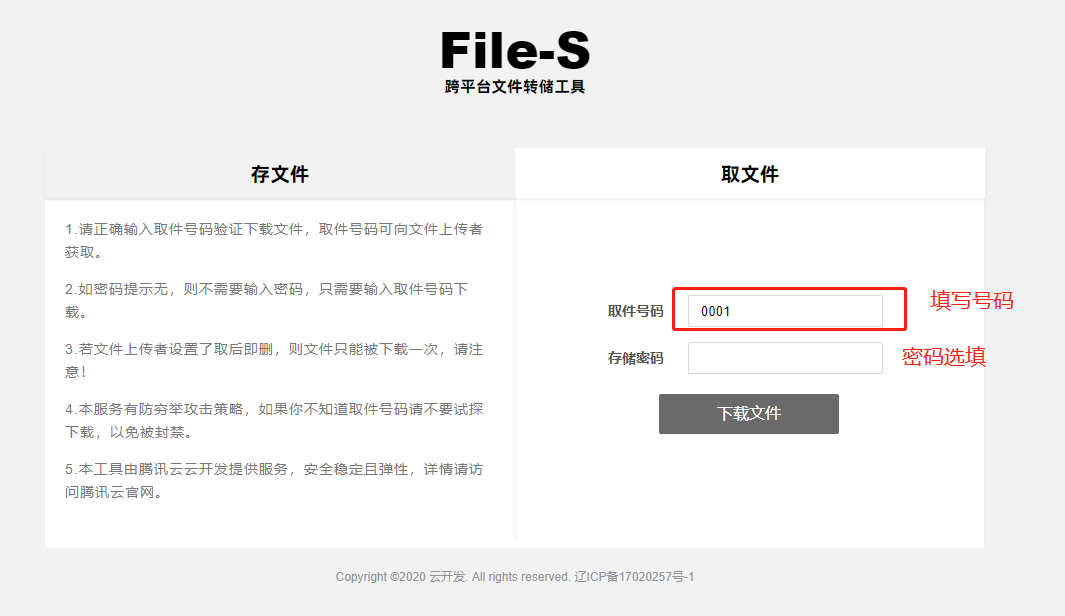 File-S
跨平台文件转储工具
存文件
取文件
1.请正确输入取件号码验证下载文件，取件号码可向文件上传者
获取。
2.如密码提示无，则不需要输入密码，只需要输入取件号码下
载。
3.若文件上传者设置了取后即删，则文件只能被下载一次，请注
意！
4.本服务有防穷举攻击策略，如果你不知道取件号码请不要试探
下载，以免被封禁。
5.本工具由腾讯云云开发提供服务，安全稳定且弹性，详情请访
问腾讯云官网。
取件号码 0001 填写号码
存储密码 密码选填
下载文件
Copyright ©2020 云开发. All rights reserved. 辽ICP备17020257号-1